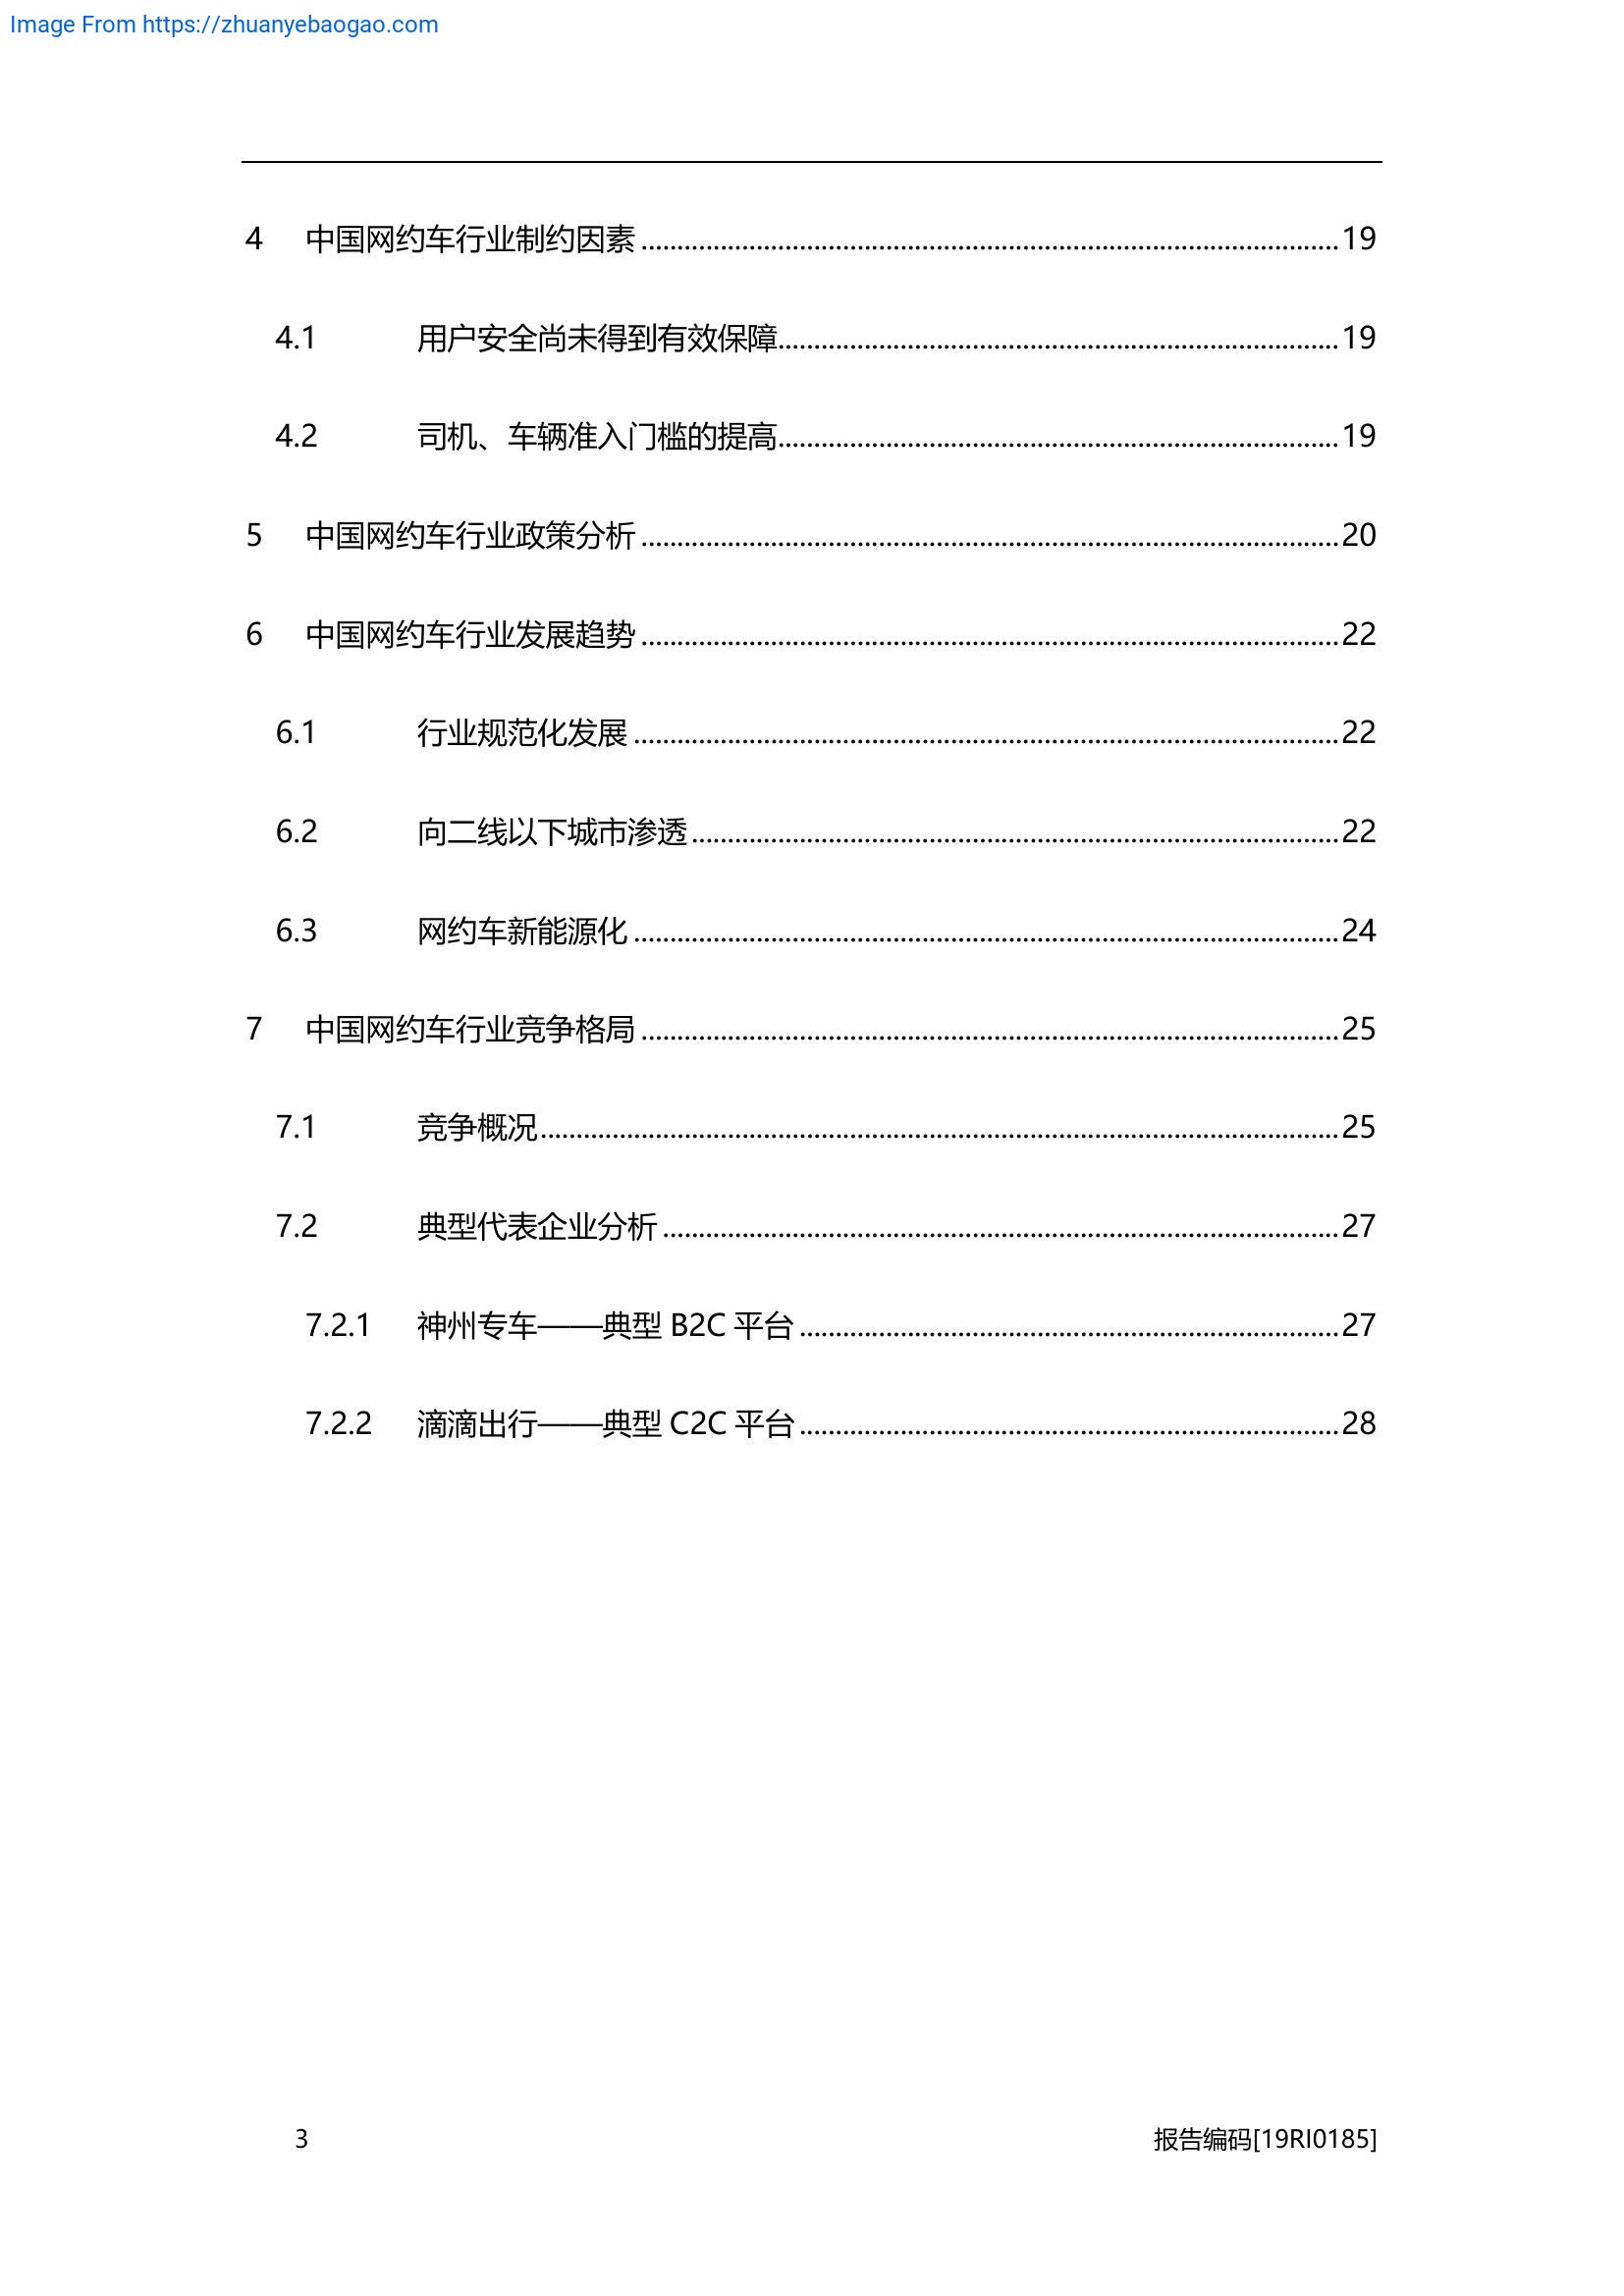 Image From https://zhuanyebaogao.com
4 中国网约车行业制约因素 19
4.1 用户安全尚未得到有效保障 19
4.2 司机、车辆准入门槛的提高 19
5 中国网约车行业政策分析 20
6 中国网约车行业发展趋势 22
6.1 行业规范化发展 22
6.2 向二线以下城市渗透 22
6.3 网约车新能源化 24
7 中国网约车行业竞争格局 25
7.1 竞争概况 25
7.2 典型代表企业分析 27
7.2.1 神州专车——典型 B2C 平台 27
7.2.2 滴滴出行——典型 C2C 平台 28
3 报告编码[19RI0185]